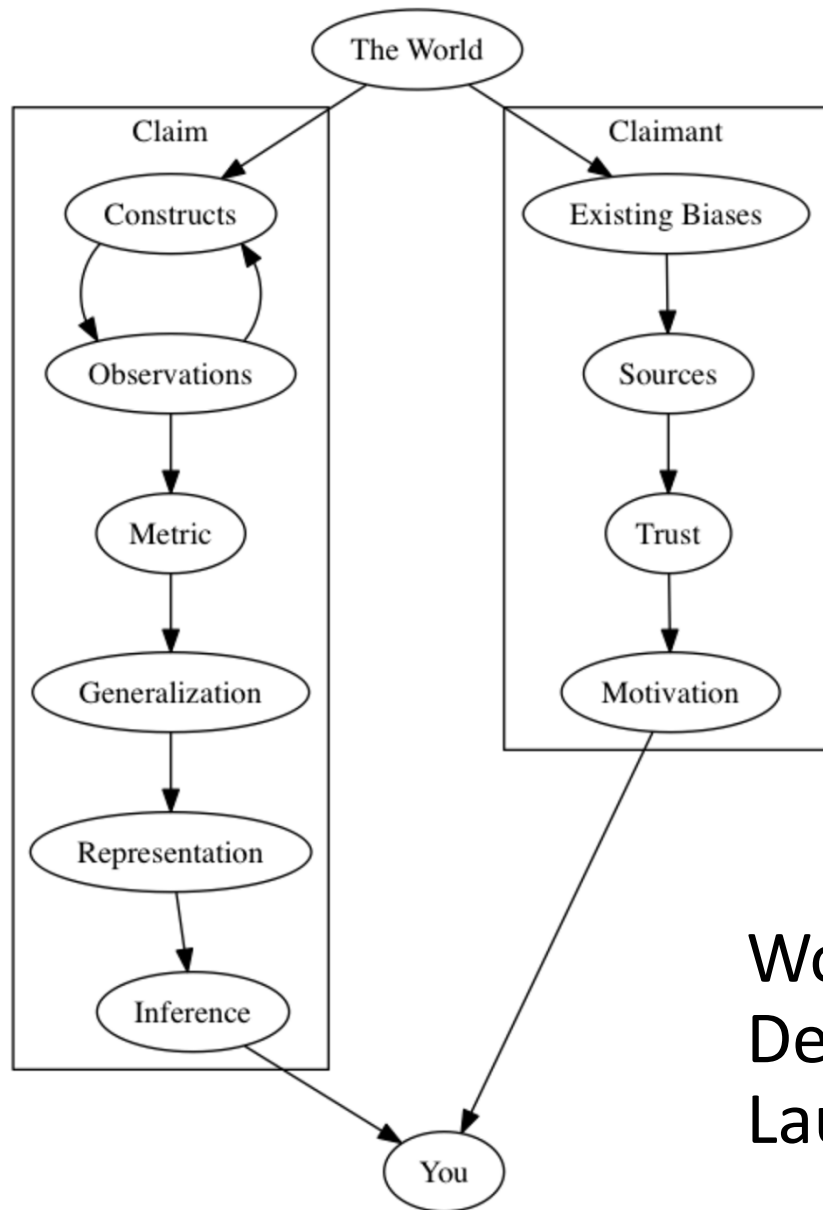 The World
Claim
Constructs
Observations
Metric
Generalization
Representation
Inference
Claimant
Existing Biases
Sources
Trust
Motivation
You